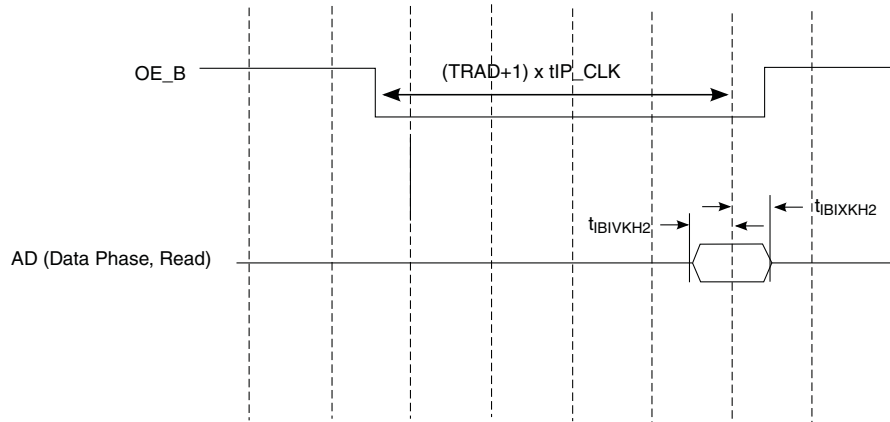 (TRAD+1) x tIP_CLK
OE_B
tIBIVKH2
tIBIXKH2
AD (Data Phase, Read)